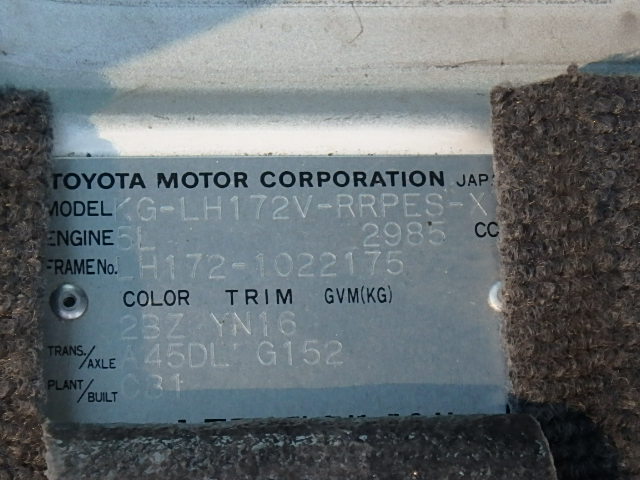 TOYOTA MOTOR CORPORATION JAP
MODEL KG-LH172V-RRPES-X
ENGINE 5L 2985 CC
FRAME No. LH172-1022175
COLOR TRIM GVM(KG)
2BZ YN16
TRANS./AXLE A45DL G152
PLANT/BUILT C31